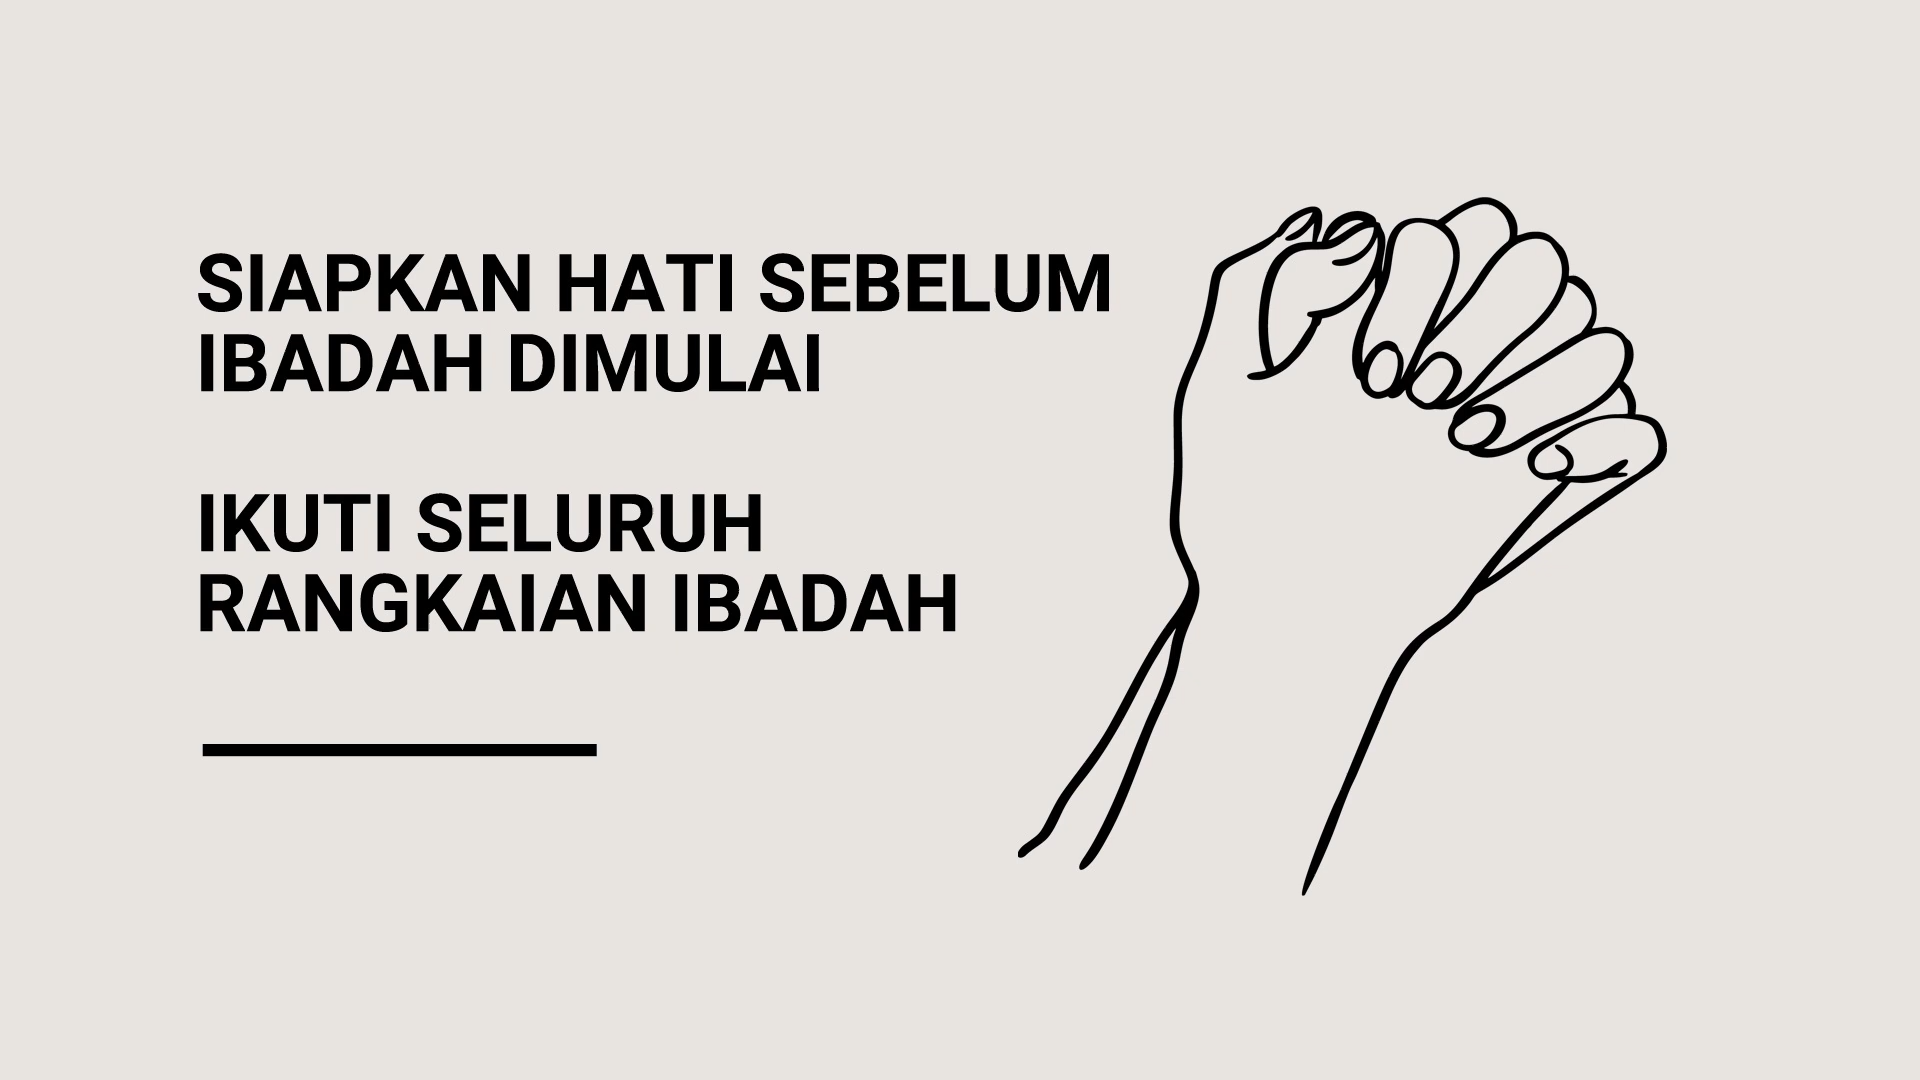 SIAPKAN HATI SEBELUM
IBADAH DIMULAI
IKUTI SELURUH
RANGKAIAN IBADAH